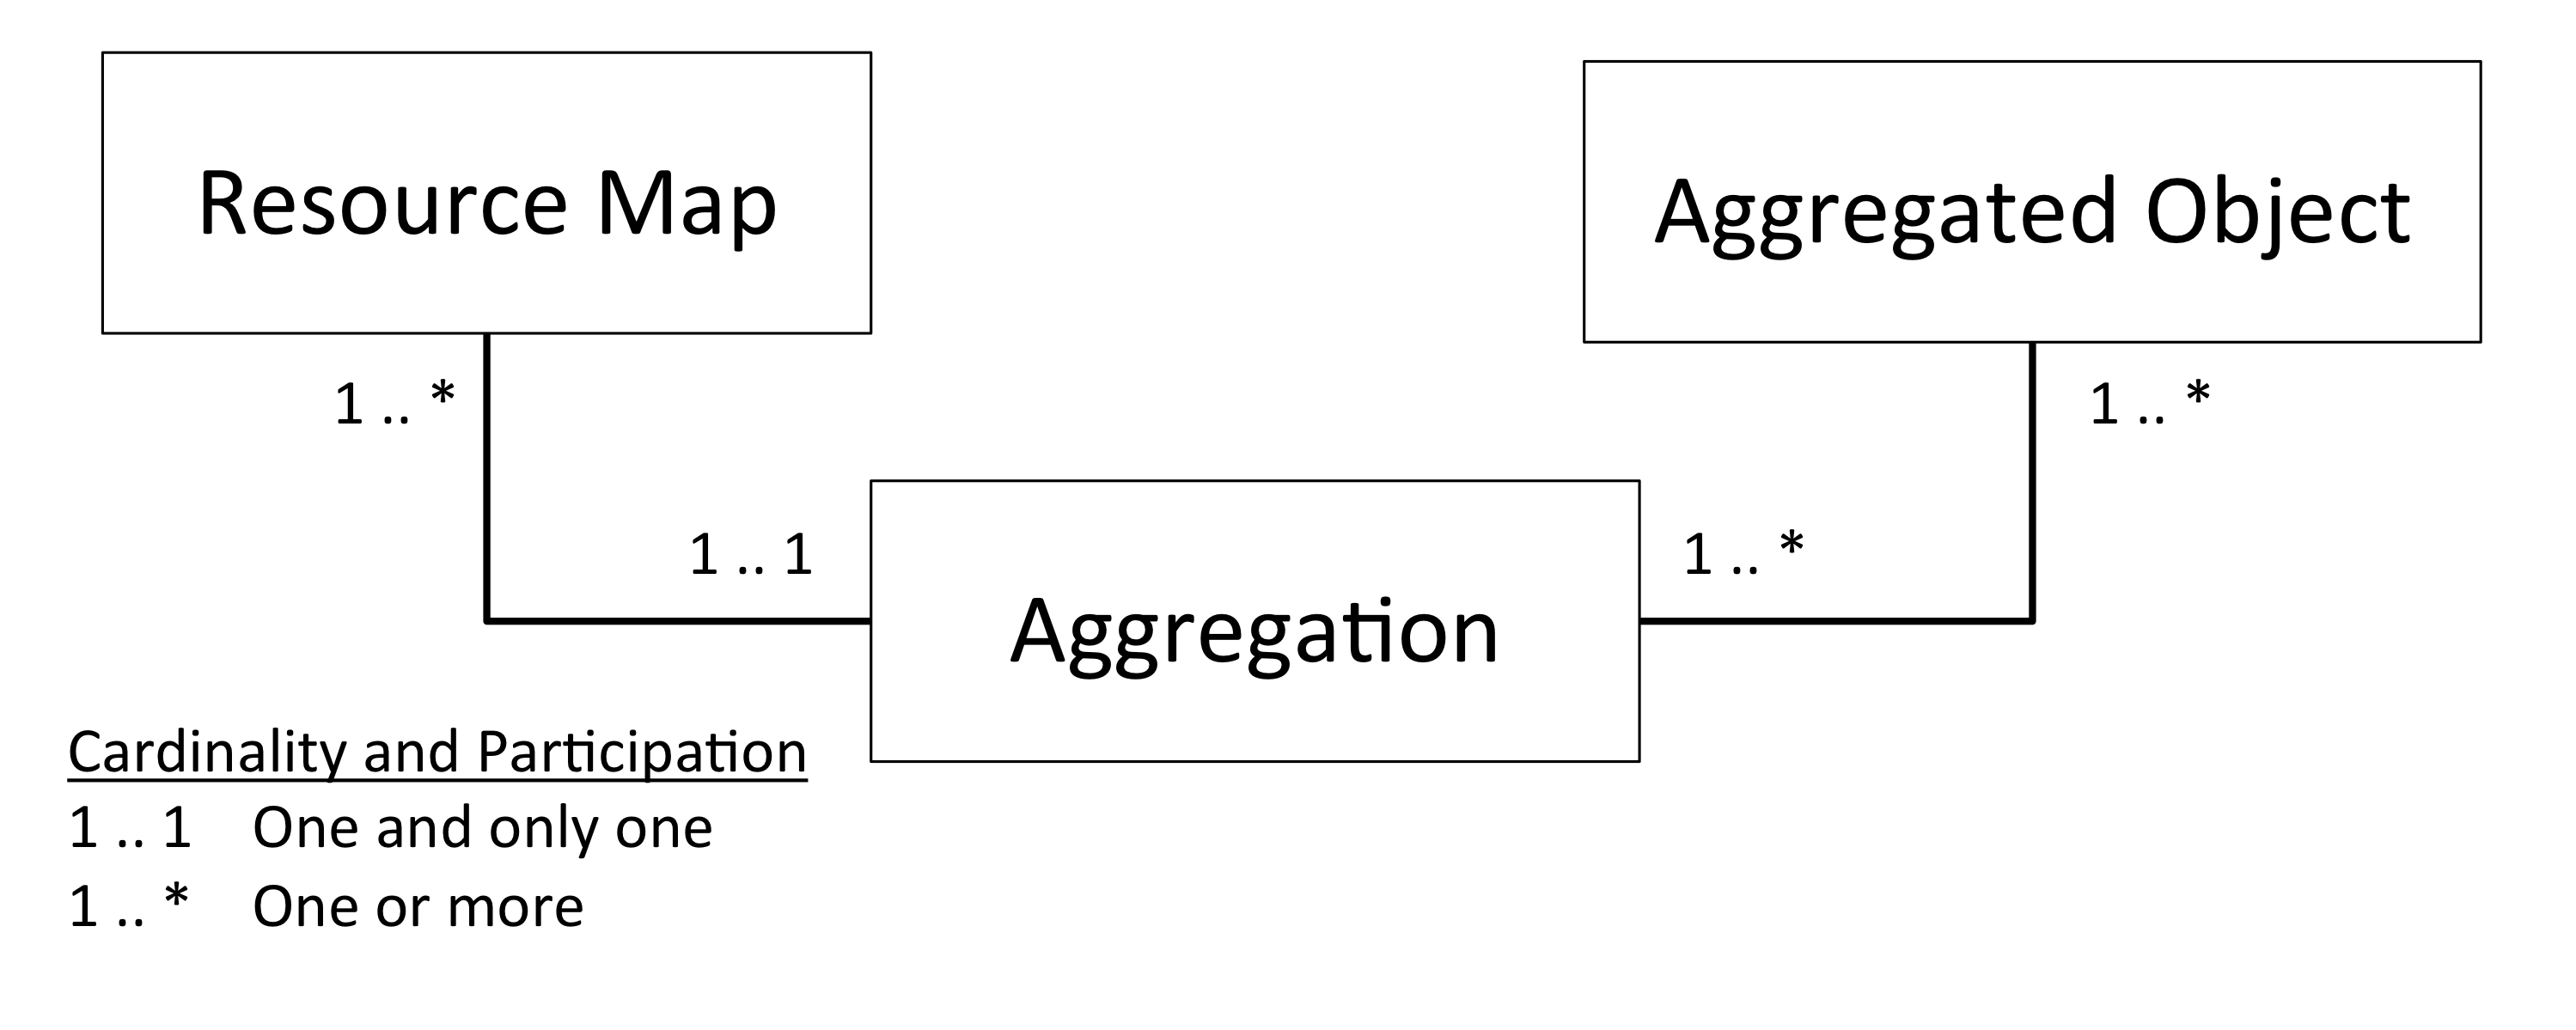 Resource Map
Aggregated Object
1 .. *
1 .. *
1 .. 1
1 .. *
Aggregation
Cardinality and Participation
1 .. 1 One and only one
1 .. * One or more